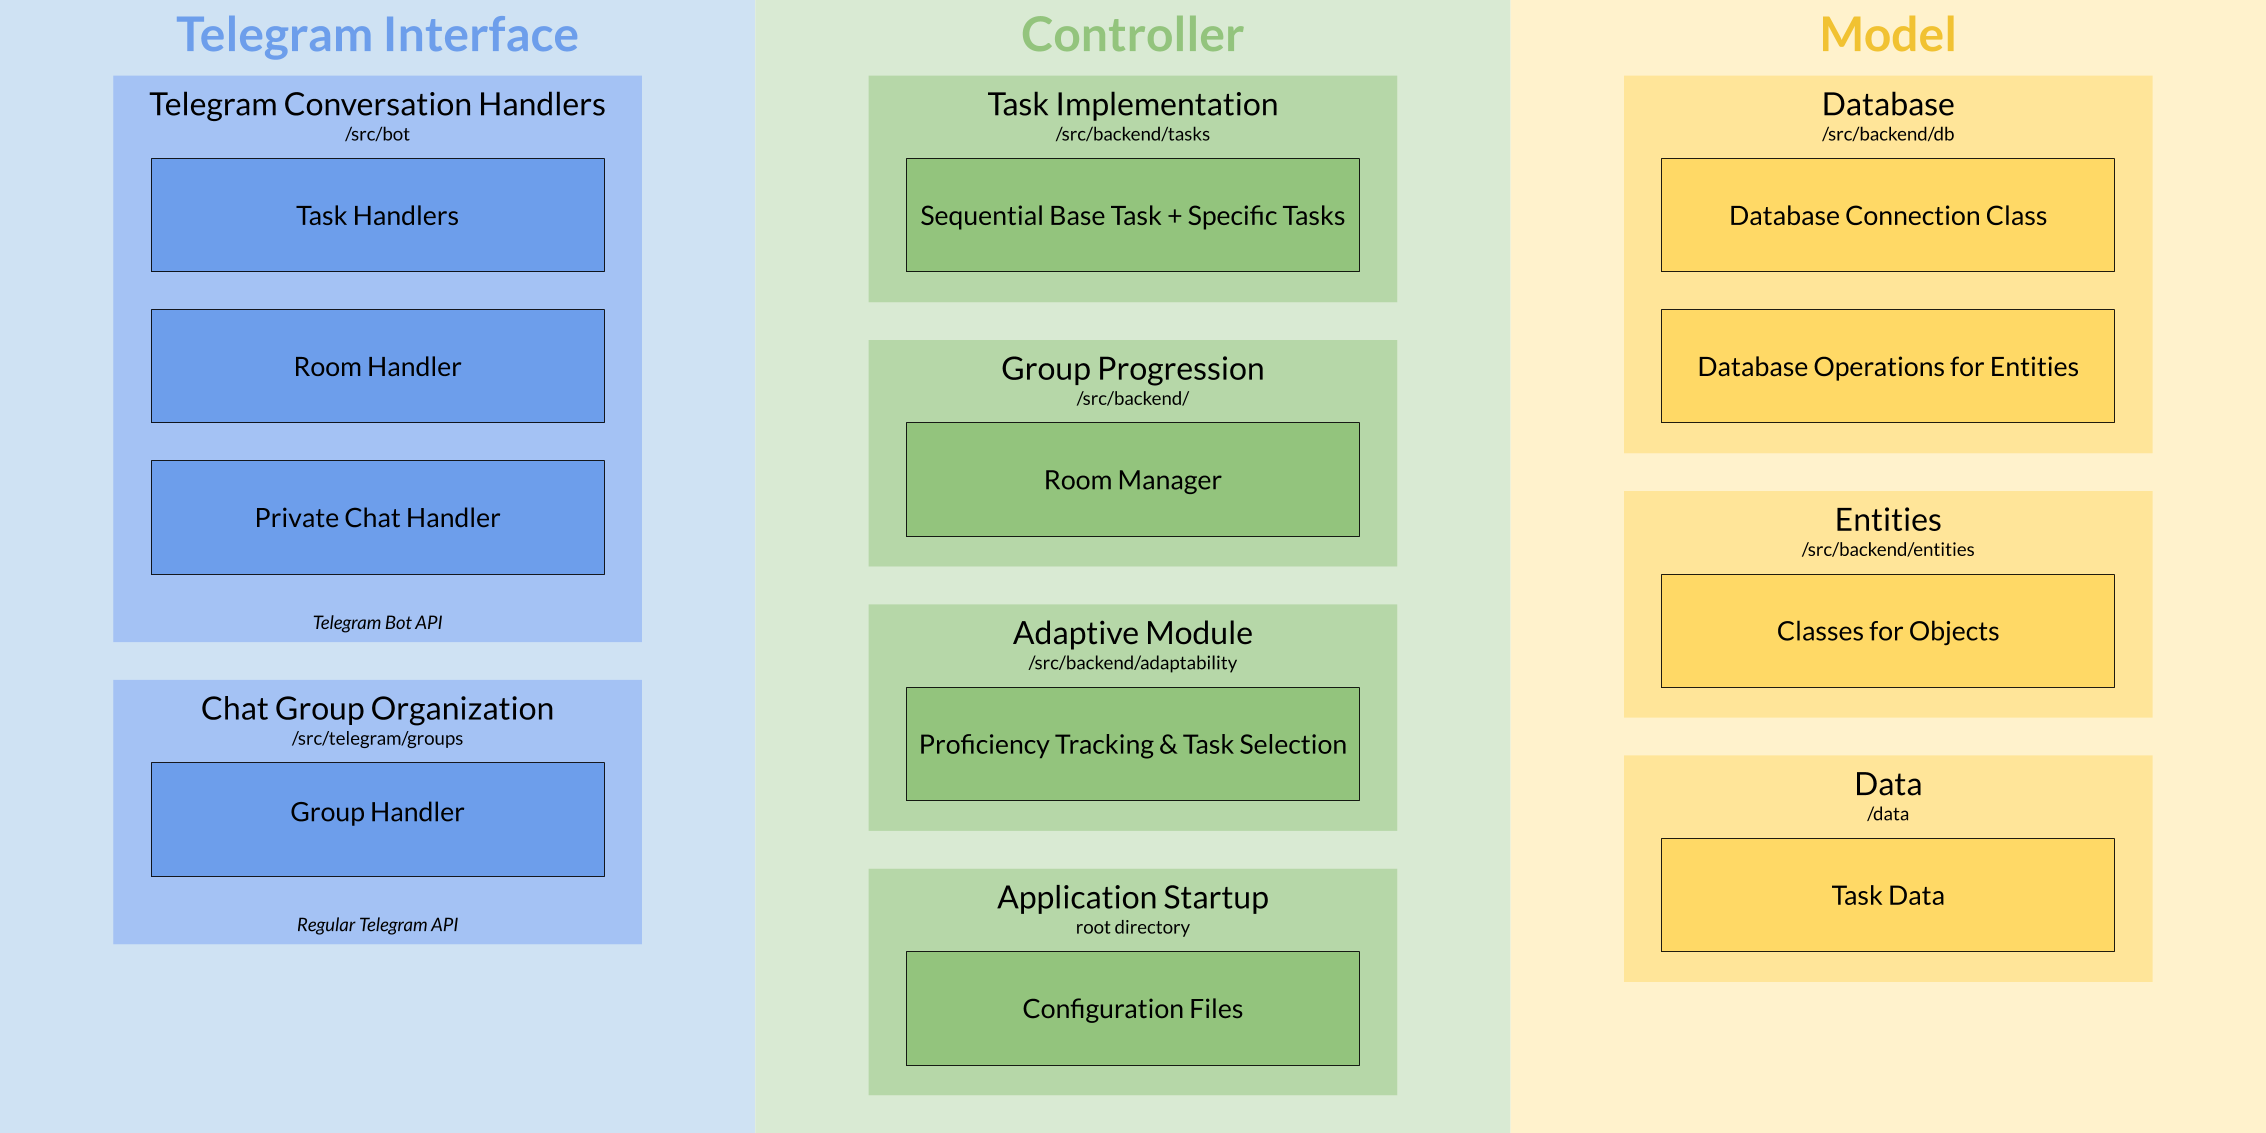 Telegram Interface
Telegram Conversation Handlers
/src/bot
Task Handlers
Room Handler
Private Chat Handler
Telegram Bot API
Chat Group Organization
/src/telegram/groups
Group Handler
Regular Telegram API
Controller
Task Implementation
/src/backend/tasks
Sequential Base Task + Specific Tasks
Group Progression
/src/backend/
Room Manager
Adaptive Module
/src/backend/adaptability
Proficiency Tracking & Task Selection
Application Startup
root directory
Configuration Files
Model
Database
/src/backend/db
Database Connection Class
Database Operations for Entities
Entities
/src/backend/entities
Classes for Objects
Data
/data
Task Data